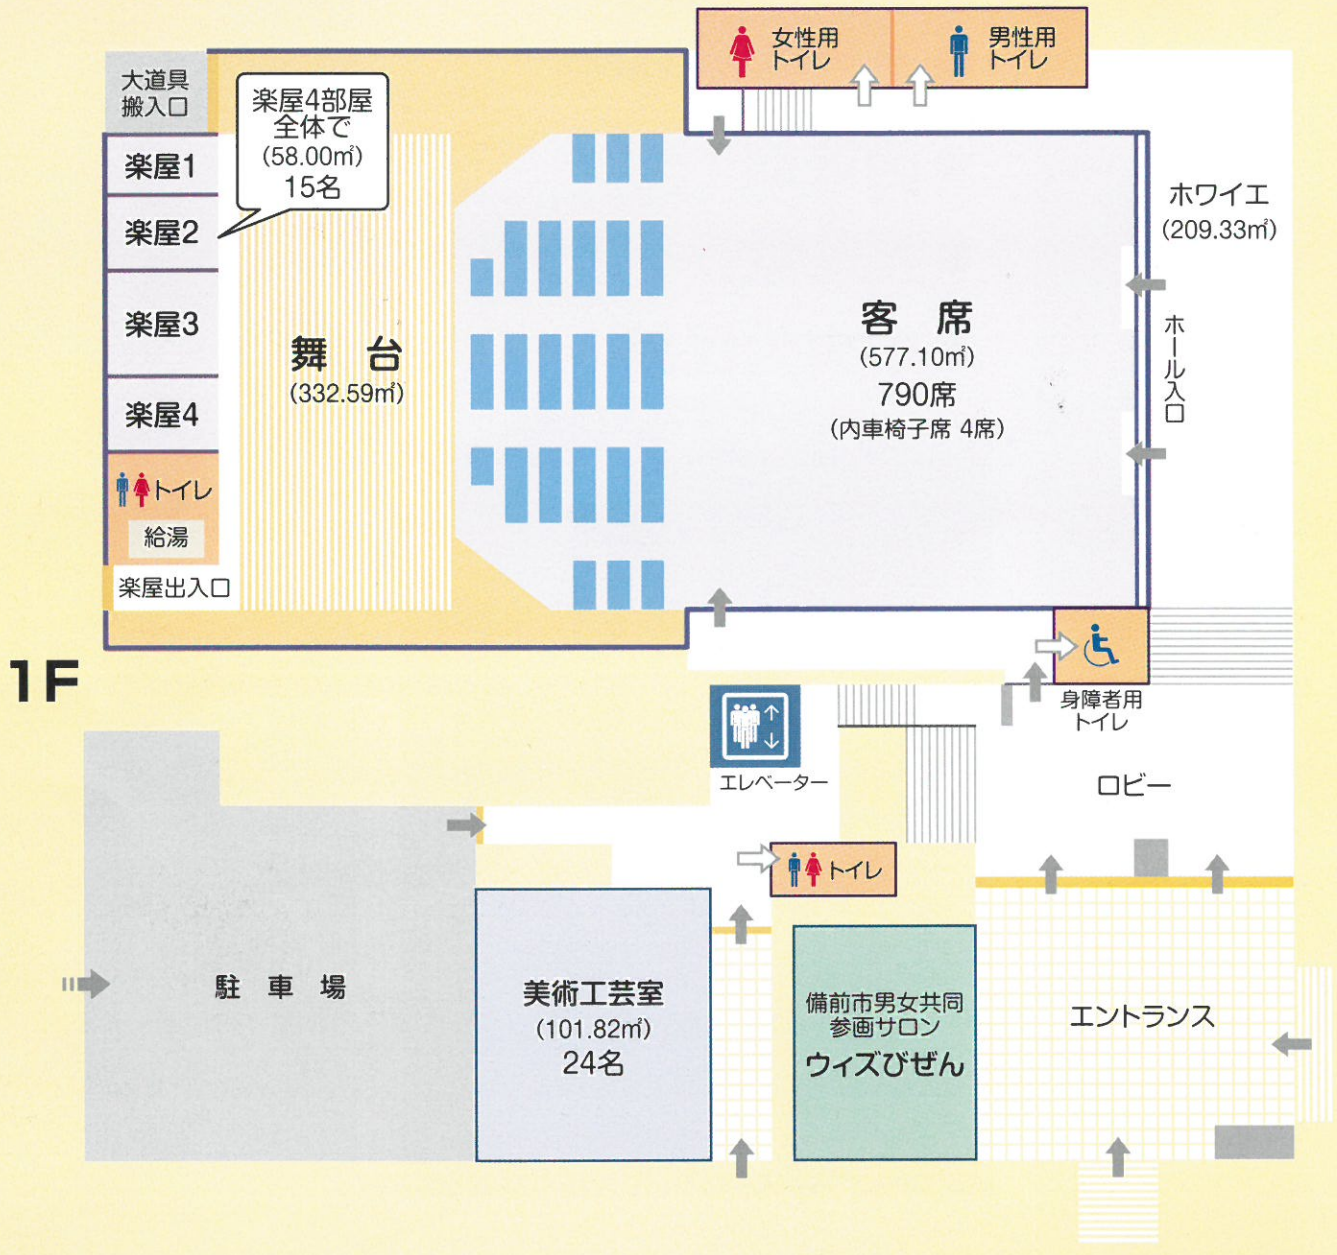 女性用
トイレ
男性用
トイレ
大道具
搬入口
楽屋4部屋
全体で
(58.00㎡)
15名
楽屋1
楽屋2
楽屋3
楽屋4
トイレ
給湯
楽屋出入口
舞 台
(332.59㎡)
客 席
(577.10㎡)
790席
(内車椅子席 4席)
ホワイエ
(209.33㎡)
ホール入口
1F
身障者用
トイレ
エレベーター
ロビー
トイレ
駐 車 場
美術工芸室
(101.82㎡)
24名
備前市男女共同
参画サロン
ウィズびぜん
エントランス